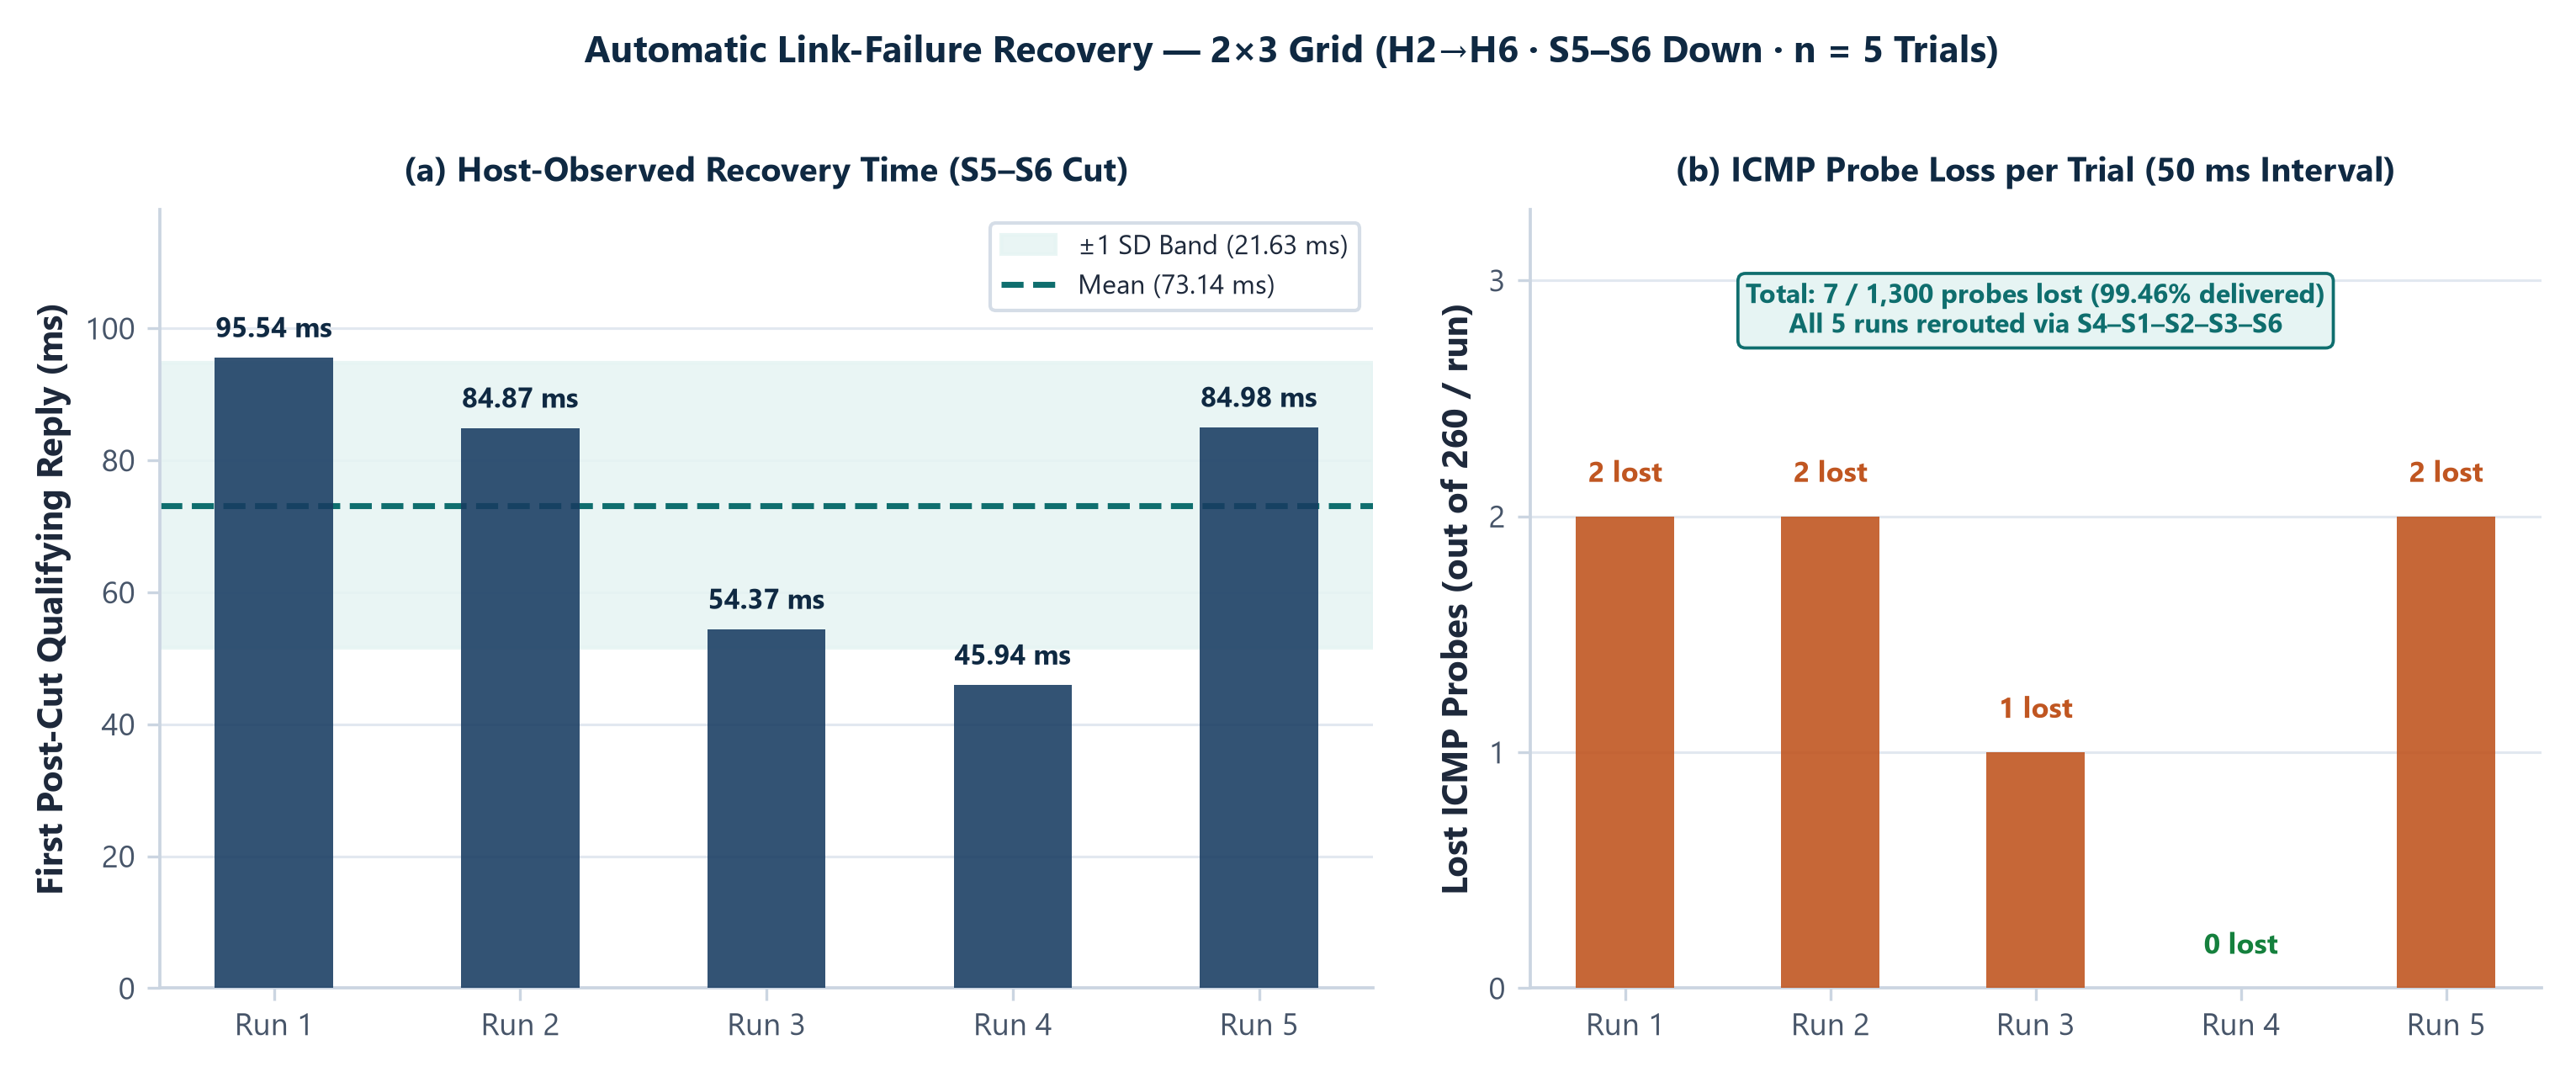 Automatic Link-Failure Recovery — 2×3 Grid (H2→H6 · S5–S6 Down · n = 5 Trials)
(a) Host-Observed Recovery Time (S5–S6 Cut)
First Post-Cut Qualifying Reply (ms)
±1 SD Band (21.63 ms)
Mean (73.14 ms)
100
80
60
40
20
0
95.54 ms
84.87 ms
54.37 ms
45.94 ms
84.98 ms
Run 1
Run 2
Run 3
Run 4
Run 5
(b) ICMP Probe Loss per Trial (50 ms Interval)
Lost ICMP Probes (out of 260 / run)
Total: 7 / 1,300 probes lost (99.46% delivered)
All 5 runs rerouted via S4–S1–S2–S3–S6
3
2
1
0
2 lost
2 lost
1 lost
0 lost
2 lost
Run 1
Run 2
Run 3
Run 4
Run 5